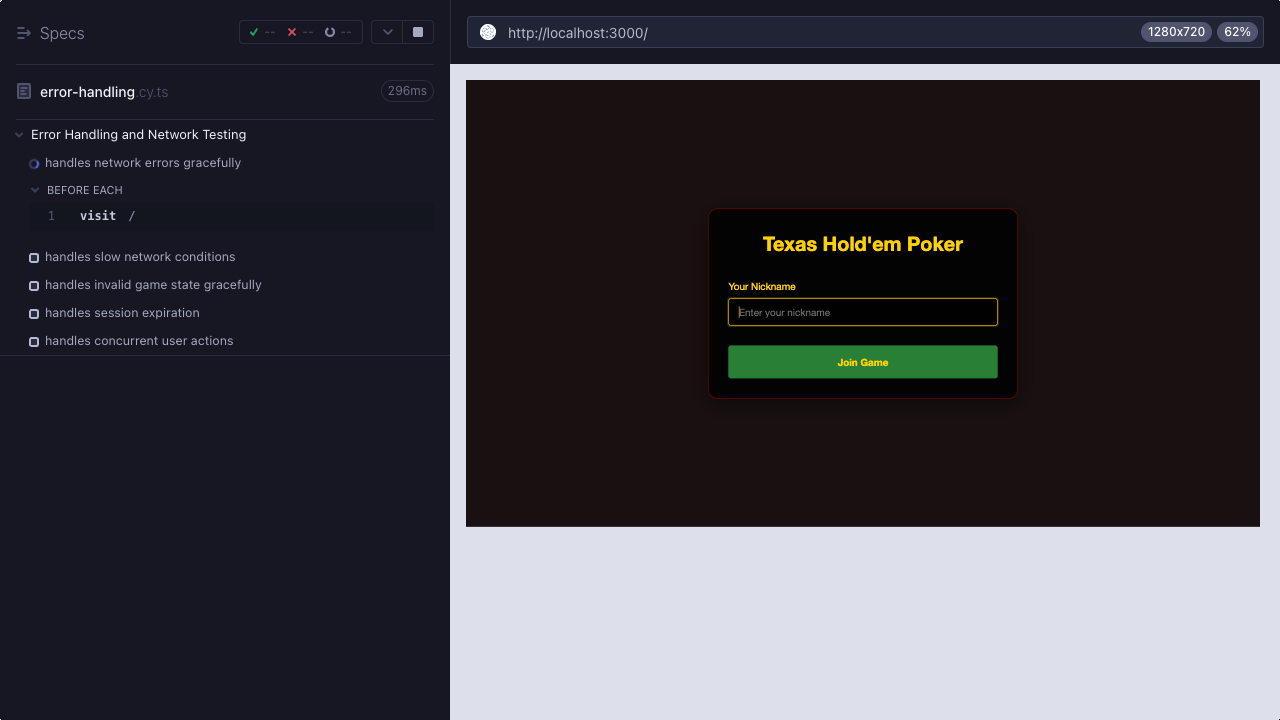 Specs
-- -- --
error-handling.cy.ts
296ms
Error Handling and Network Testing
handles network errors gracefully
BEFORE EACH
1 visit /
handles slow network conditions
handles invalid game state gracefully
handles session expiration
handles concurrent user actions
http://localhost:3000/
1280x720
62%
Texas Hold'em Poker
Your Nickname
Enter your nickname
Join Game